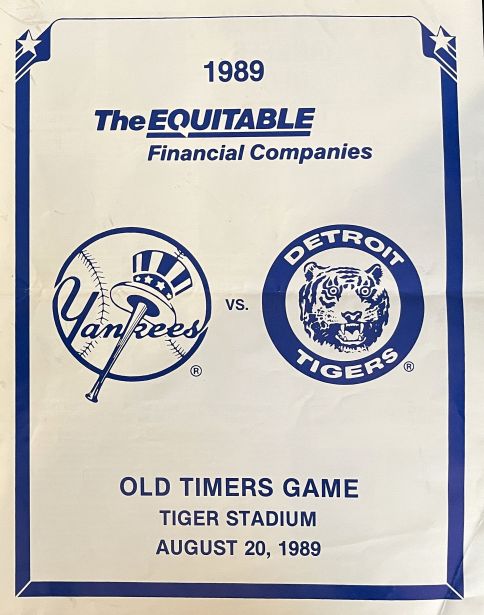 1989
The EQUITABLE
Financial Companies
Yankees
®
VS.
DETROIT
TIGERS
®
OLD TIMERS GAME
TIGER STADIUM
AUGUST 20, 1989